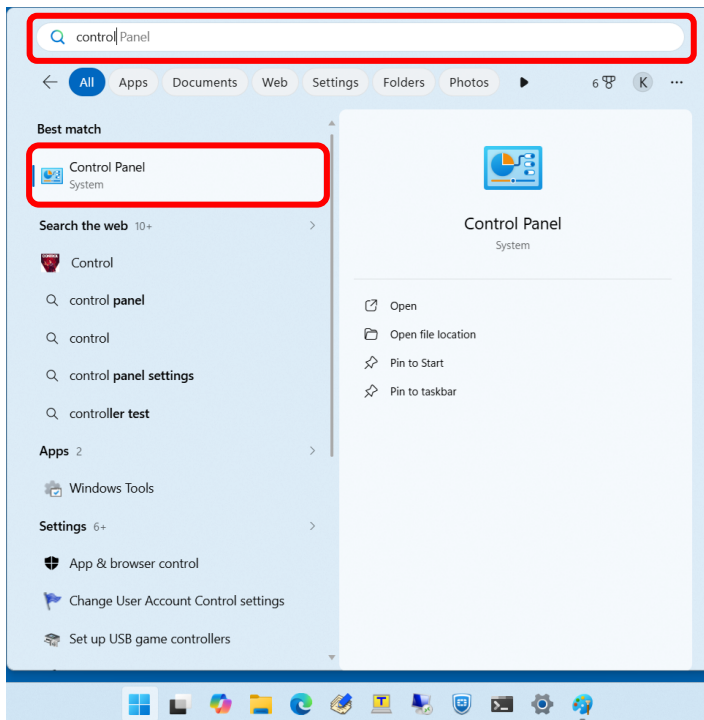 control Panel
All Apps Documents Web Settings Folders Photos 6 K ...
Best match
Control Panel
System
Search the web 10+
Control
control panel
control
control panel settings
controller test
Apps 2
Windows Tools
Settings 6+
App & browser control
Change User Account Control settings
Set up USB game controllers
Control Panel
System
Open
Open file location
Pin to Start
Pin to taskbar
T